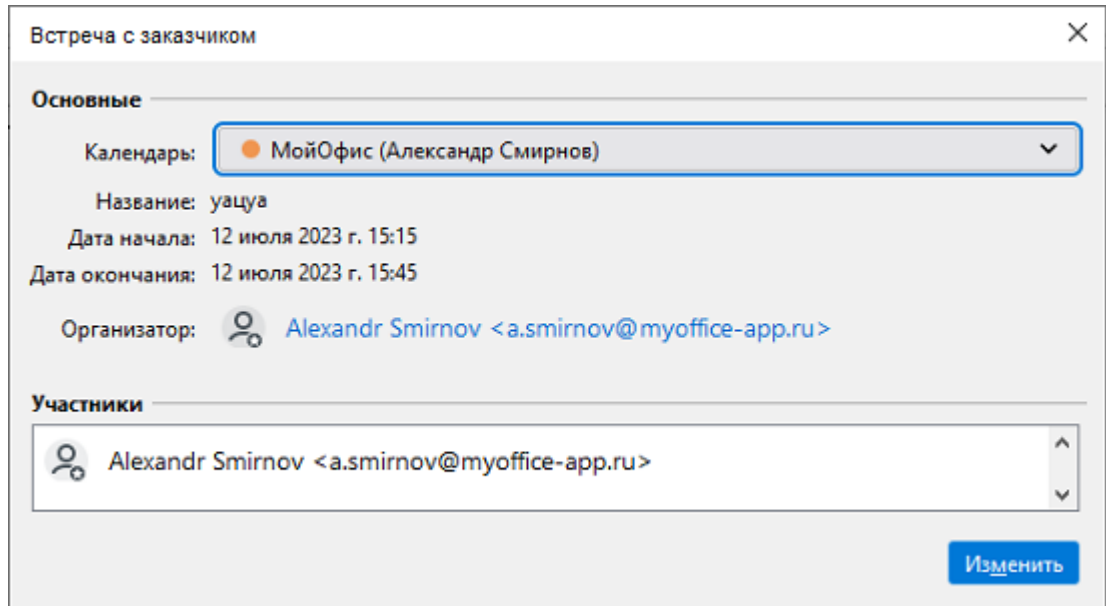 Встреча с заказчиком
Основные
Календарь: МойОфис (Александр Смирнов)
Название: уацуа
Дата начала: 12 июля 2023 г. 15:15
Дата окончания: 12 июля 2023 г. 15:45
Организатор: Alexandr Smirnov <a.smirnov@myoffice-app.ru>
Участники
Alexandr Smirnov <a.smirnov@myoffice-app.ru>
Изменить